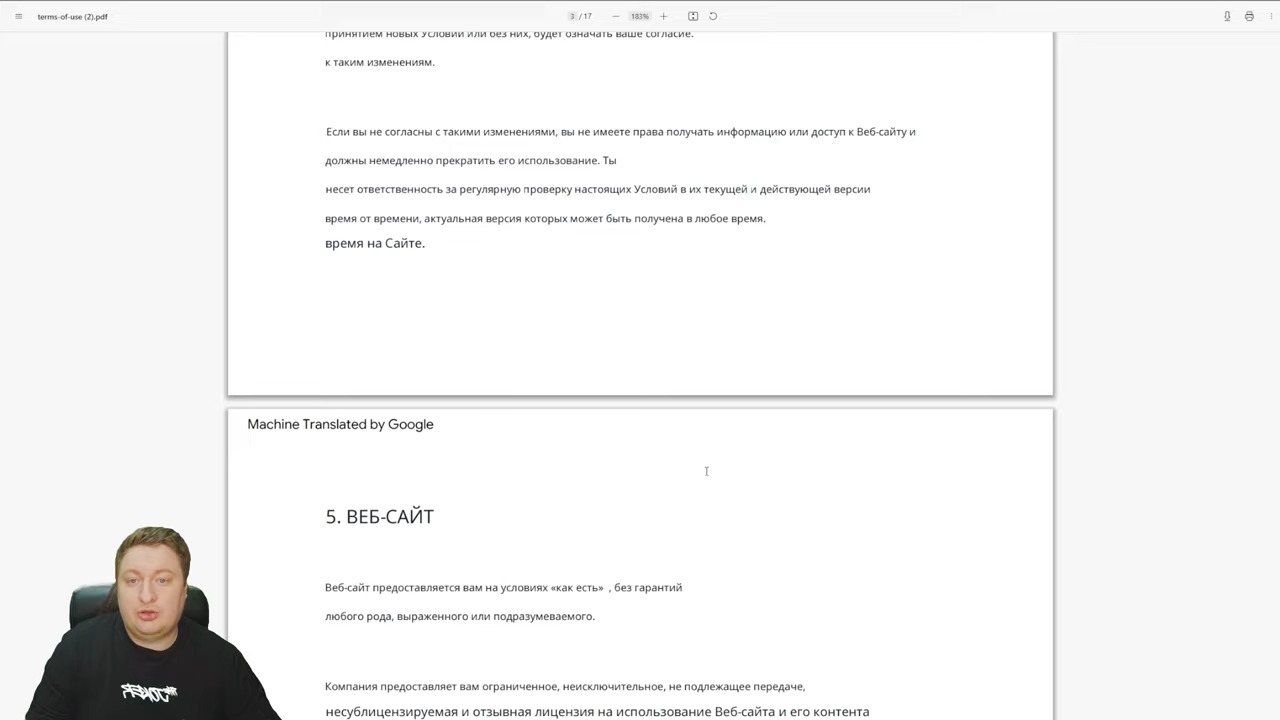 terms-of-use (2).pdf
3 / 17
183%
принятием новых Условий или без них, будет означать ваше согласие.
к таким изменениям.
Если вы не согласны с такими изменениями, вы не имеете права получать информацию или доступ к Веб-сайту и
должны немедленно прекратить его использование. Ты
несет ответственность за регулярную проверку настоящих Условий в их текущей и действующей версии
время от времени, актуальная версия которых может быть получена в любое время.
время на Сайте.
Machine Translated by Google
5. ВЕБ-САЙТ
Веб-сайт предоставляется вам на условиях «как есть» , без гарантий
любого рода, выраженного или подразумеваемого.
Компания предоставляет вам ограниченное, неисключительное, не подлежащее передаче,
несублицензируемая и отзывная лицензия на использование Веб-сайта и его контента